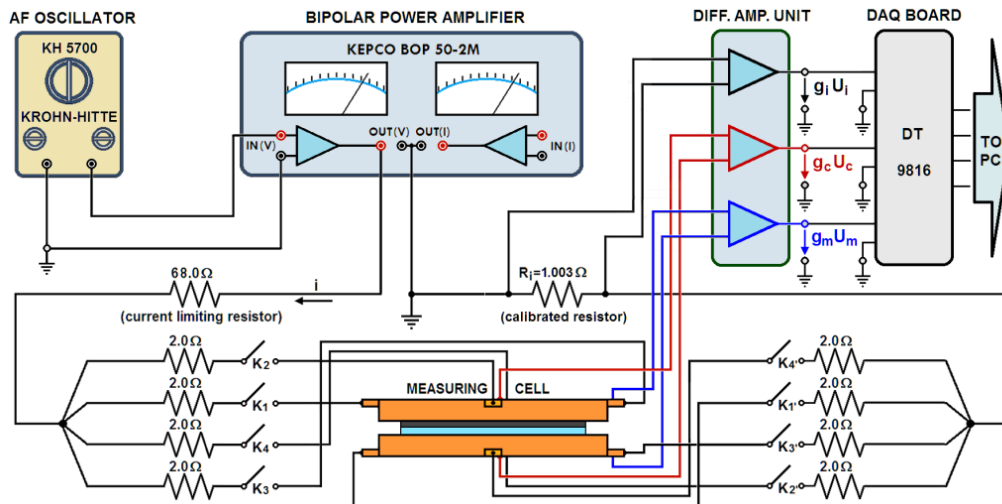 AF OSCILLATOR
BIPOLAR POWER AMPLIFIER
DIFF. AMP. UNIT
DAQ BOARD
KH 5700
KROHN-HITTE
KEPCO BOP 50-2M
IN(V)
OUT(V)
OUT(I)
IN(I)
giUi
gcUc
gmUm
DT
9816
TO
PC
68.0Ω
(current limiting resistor)
i
Ri=1.003Ω
(calibrated resistor)
2.0Ω
K2
2.0Ω
K1
2.0Ω
K4
2.0Ω
K3
MEASURING CELL
K4'
2.0Ω
K1'
2.0Ω
K3'
2.0Ω
K2'
2.0Ω